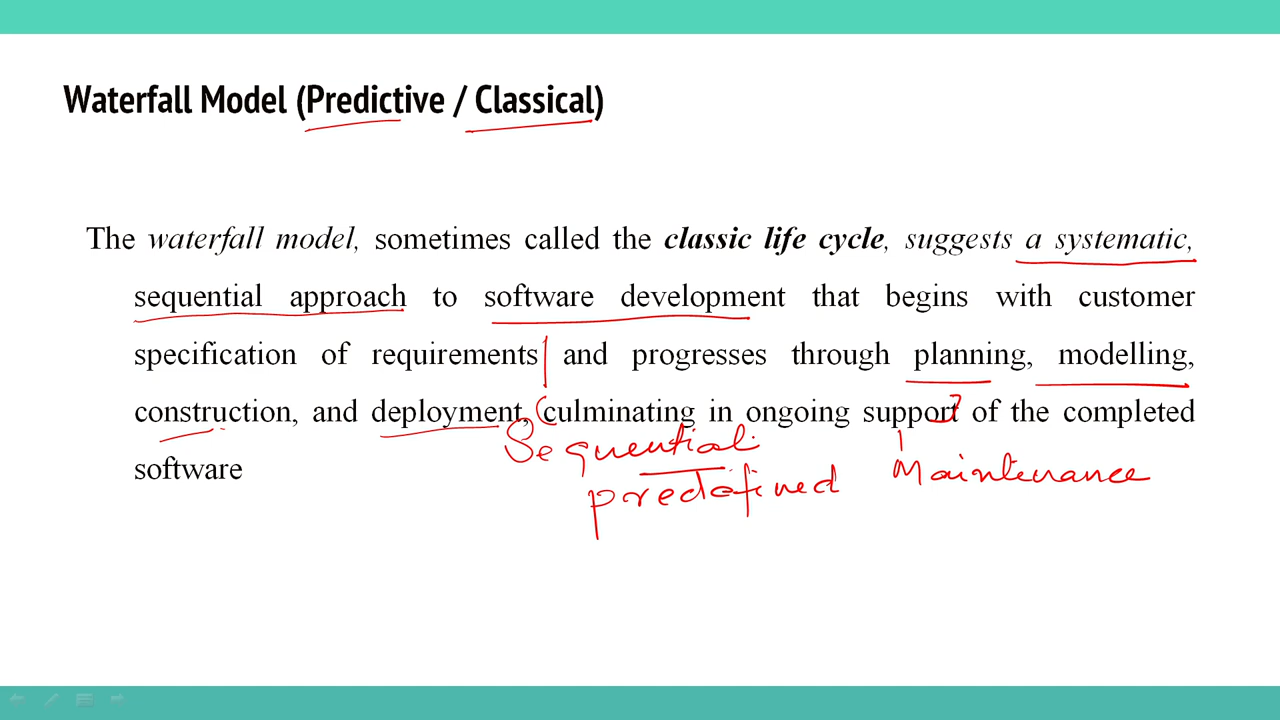 Waterfall Model (Predictive / Classical)
The waterfall model, sometimes called the classic life cycle, suggests a systematic,
sequential approach to software development that begins with customer
specification of requirements and progresses through planning, modelling,
construction, and deployment, culminating in ongoing support of the completed
software
Sequential
predefined
Maintenance